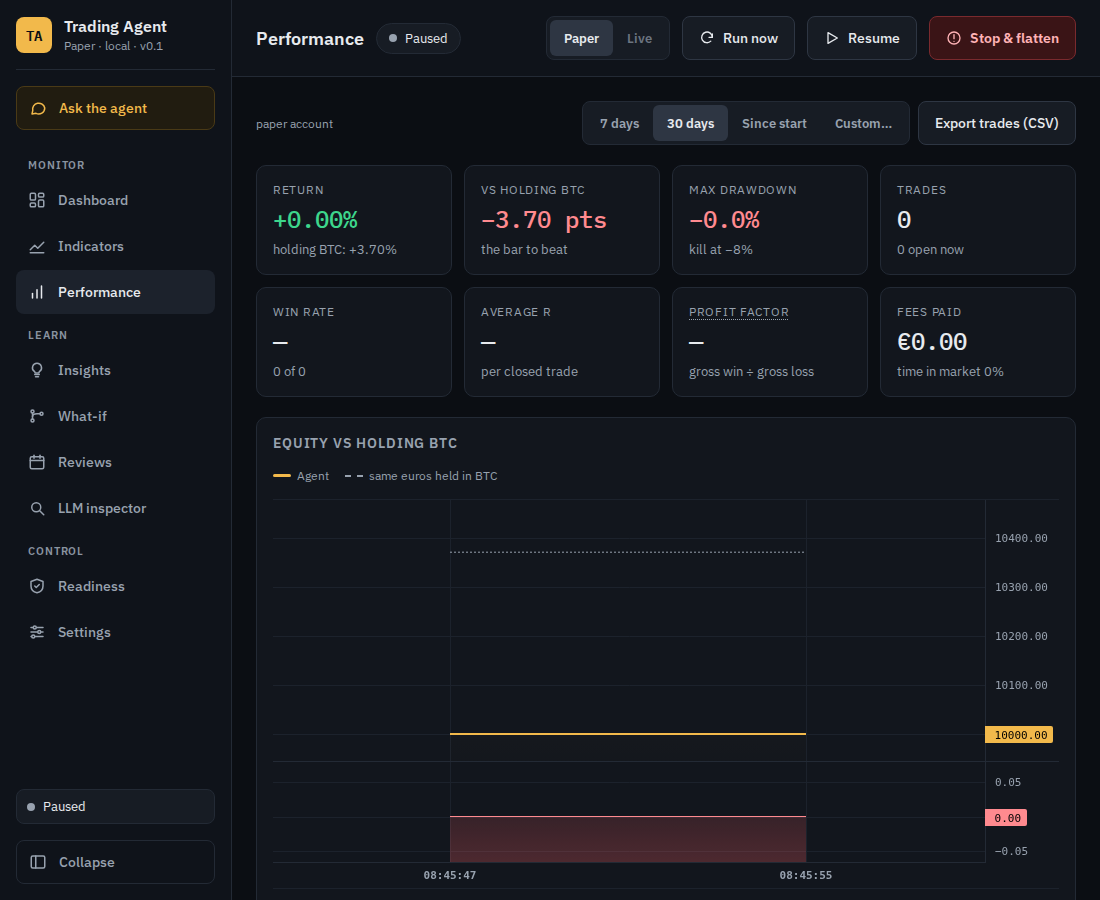 TA
Trading Agent
Paper · local · v0.1
Ask the agent
MONITOR
Dashboard
Indicators
Performance
LEARN
Insights
What-if
Reviews
LLM inspector
CONTROL
Readiness
Settings
Paused
Collapse
Performance
Paused
Paper Live
Run now
Resume
Stop & flatten
paper account
7 days 30 days Since start Custom...
Export trades (CSV)
RETURN
+0.00%
holding BTC: +3.70%
VS HOLDING BTC
−3.70 pts
the bar to beat
MAX DRAWDOWN
−0.0%
kill at −8%
TRADES
0
0 open now
WIN RATE
—
0 of 0
AVERAGE R
—
per closed trade
PROFIT FACTOR
—
gross win ÷ gross loss
FEES PAID
€0.00
time in market 0%
EQUITY VS HOLDING BTC
Agent same euros held in BTC
10400.00
10300.00
10200.00
10100.00
10000.00
0.05
0.00
−0.05
08:45:47 08:45:55